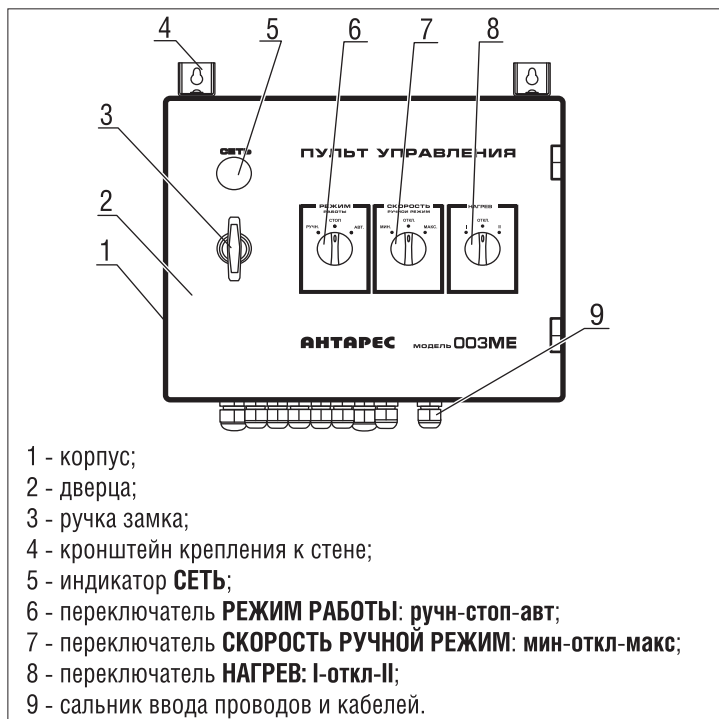 4 5 6 7 8
3
2
1
9
СЕТЬ
ПУЛЬТ УПРАВЛЕНИЯ
РЕЖИМ
РАБОТЫ
СТОП
РУЧН. АВТ.
СКОРОСТЬ
РУЧНОЙ РЕЖИМ
ОТКЛ.
МИН. МАКС.
НАГРЕВ
ОТКЛ.
I II
АНТАРЕС МОДЕЛЬ 003МЕ
1 - корпус;
2 - дверца;
3 - ручка замка;
4 - кронштейн крепления к стене;
5 - индикатор СЕТЬ;
6 - переключатель РЕЖИМ РАБОТЫ: ручн-стоп-авт;
7 - переключатель СКОРОСТЬ РУЧНОЙ РЕЖИМ: мин-откл-макс;
8 - переключатель НАГРЕВ: I-откл-II;
9 - сальник ввода проводов и кабелей.